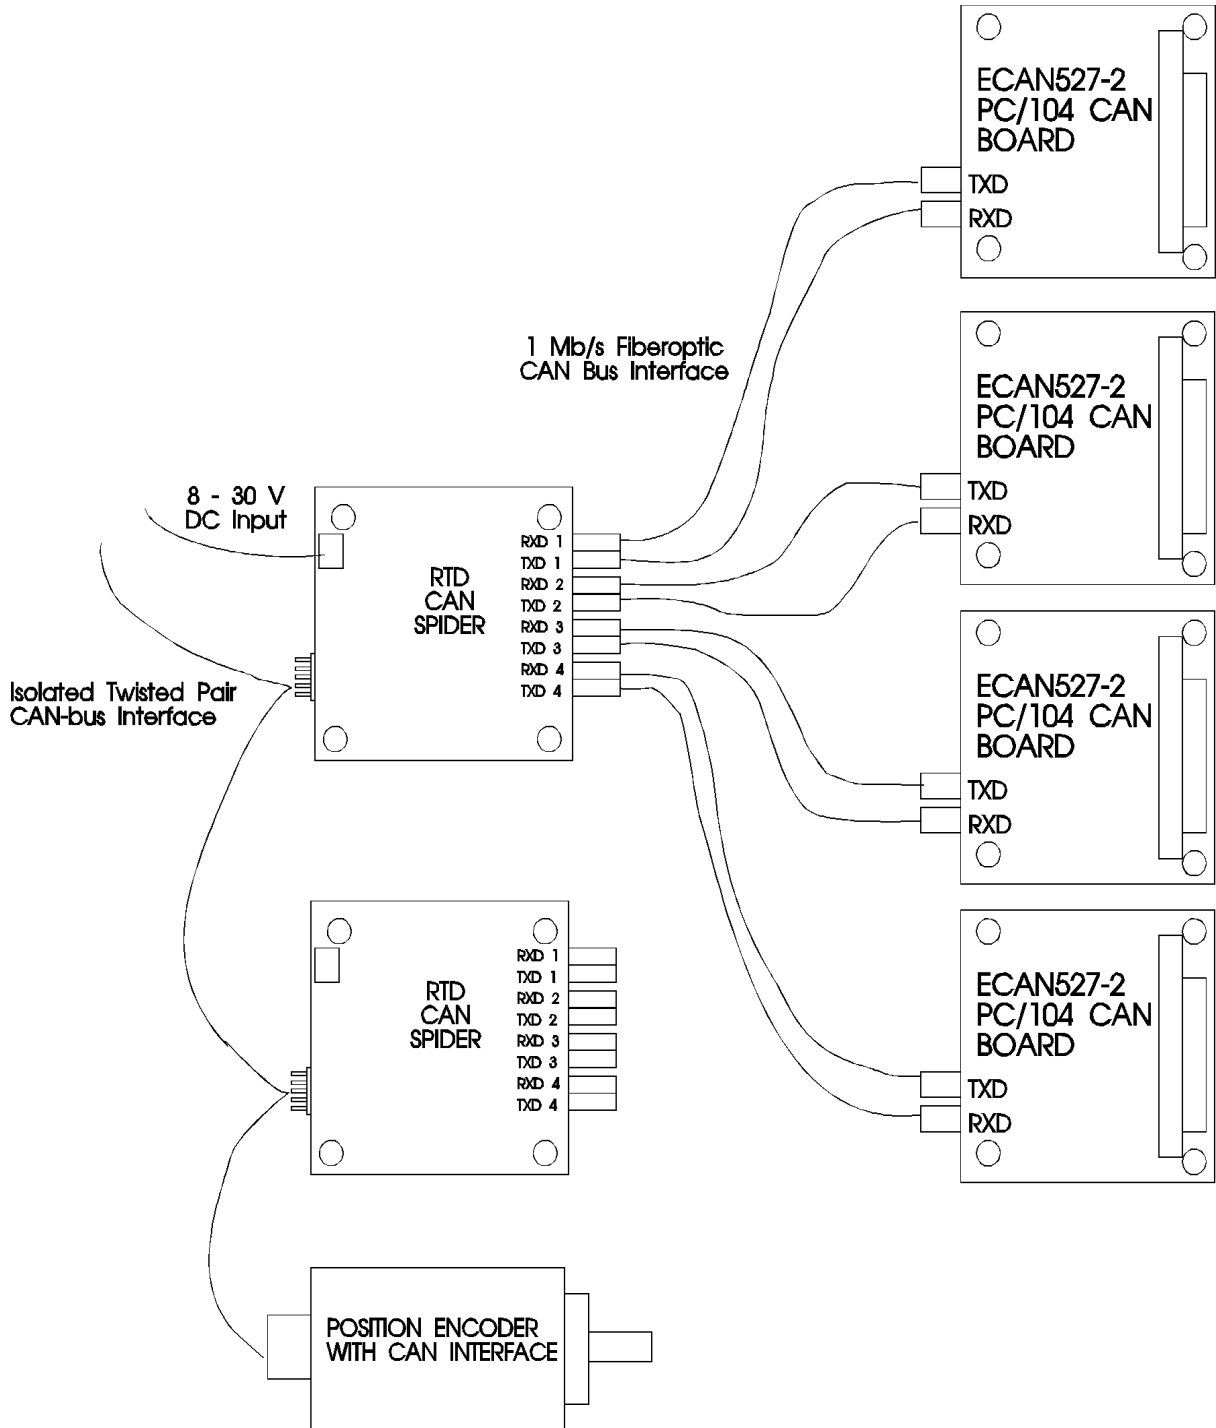 ECAN527-2
PC/104 CAN
BOARD
TXD
RXD
1 Mb/s Fiberoptic
CAN Bus Interface
ECAN527-2
PC/104 CAN
BOARD
TXD
RXD
8 - 30 V
DC Input
RTD
CAN
SPIDER
RXD 1
TXD 1
RXD 2
TXD 2
RXD 3
TXD 3
RXD 4
TXD 4
Isolated Twisted Pair
CAN-bus Interface
ECAN527-2
PC/104 CAN
BOARD
TXD
RXD
RTD
CAN
SPIDER
RXD 1
TXD 1
RXD 2
TXD 2
RXD 3
TXD 3
RXD 4
TXD 4
ECAN527-2
PC/104 CAN
BOARD
TXD
RXD
POSITION ENCODER
WITH CAN INTERFACE